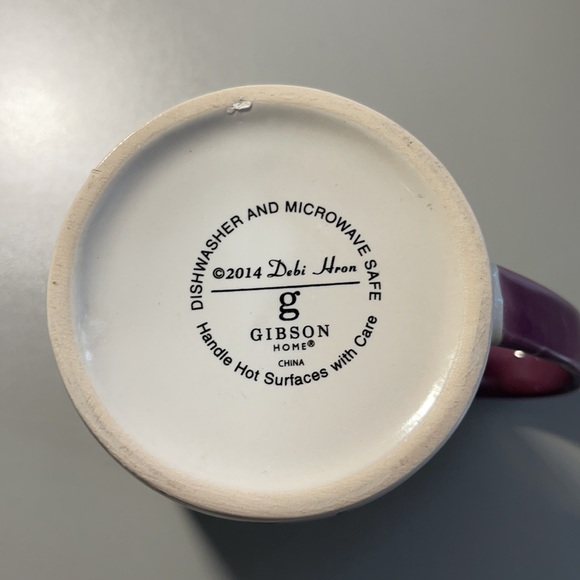 DISHWASHER AND MICROWAVE SAFE
©2014 Debi Hron
g
GIBSON
HOME®
CHINA
Handle Hot Surfaces with Care